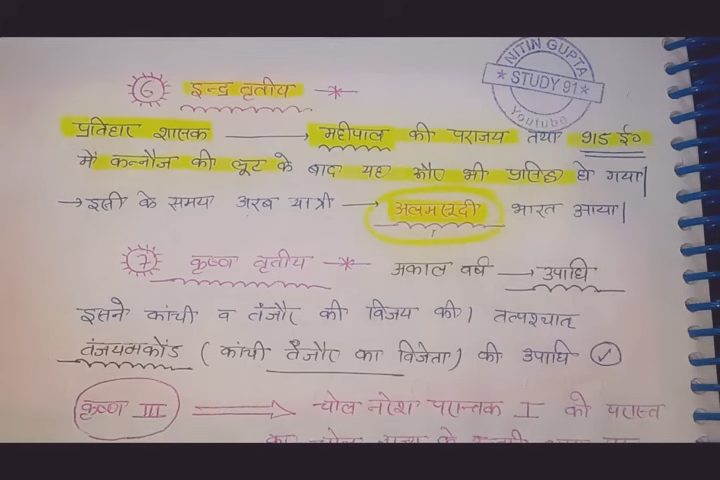 NITIN GUPTA
STUDY 91
Youtube
6 इन्द्र तृतीय
प्रतिहार शासक → महीपाल की पराजय तथा 915 ई०
में कन्नौज की लूट के बाद यह और भी प्रसिद्ध हो गया|
→ इसी के समय अरब यात्री → अलमसूदी भारत आया|
7 कृष्ण तृतीय अकाल वर्ष → उपाधि
इसने कांची व तंजौर की विजय की। तत्पश्चात्
तंजयमकोंड (कांची तंजौर का विजेता) की उपाधि ✓
कृष्ण III ⇒ चोल नरेश परान्तक I को परास्त